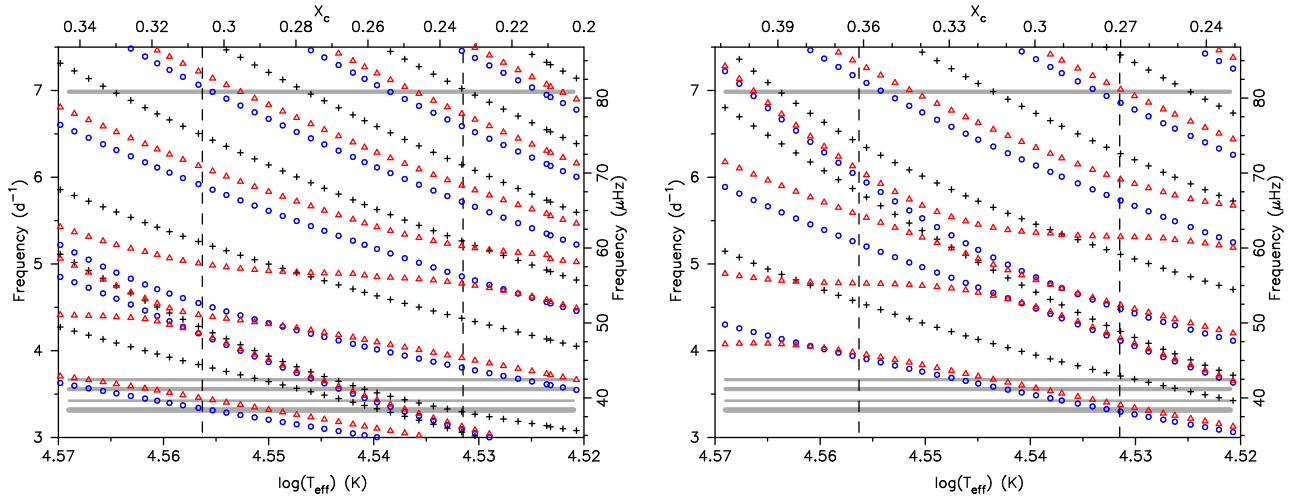 X_c X_c
0.34 0.32 0.3 0.28 0.26 0.24 0.22 0.2 0.39 0.36 0.33 0.3 0.27 0.24
7 80 7 80
6 70 6 70
Frequency (d⁻¹) Frequency (μHz) Frequency (d⁻¹) Frequency (μHz)
5 60 5 60
4 50 4 50
3 40 3 40
4.57 4.56 4.55 4.54 4.53 4.52 4.57 4.56 4.55 4.54 4.53 4.52
log(T_eff) (K) log(T_eff) (K)